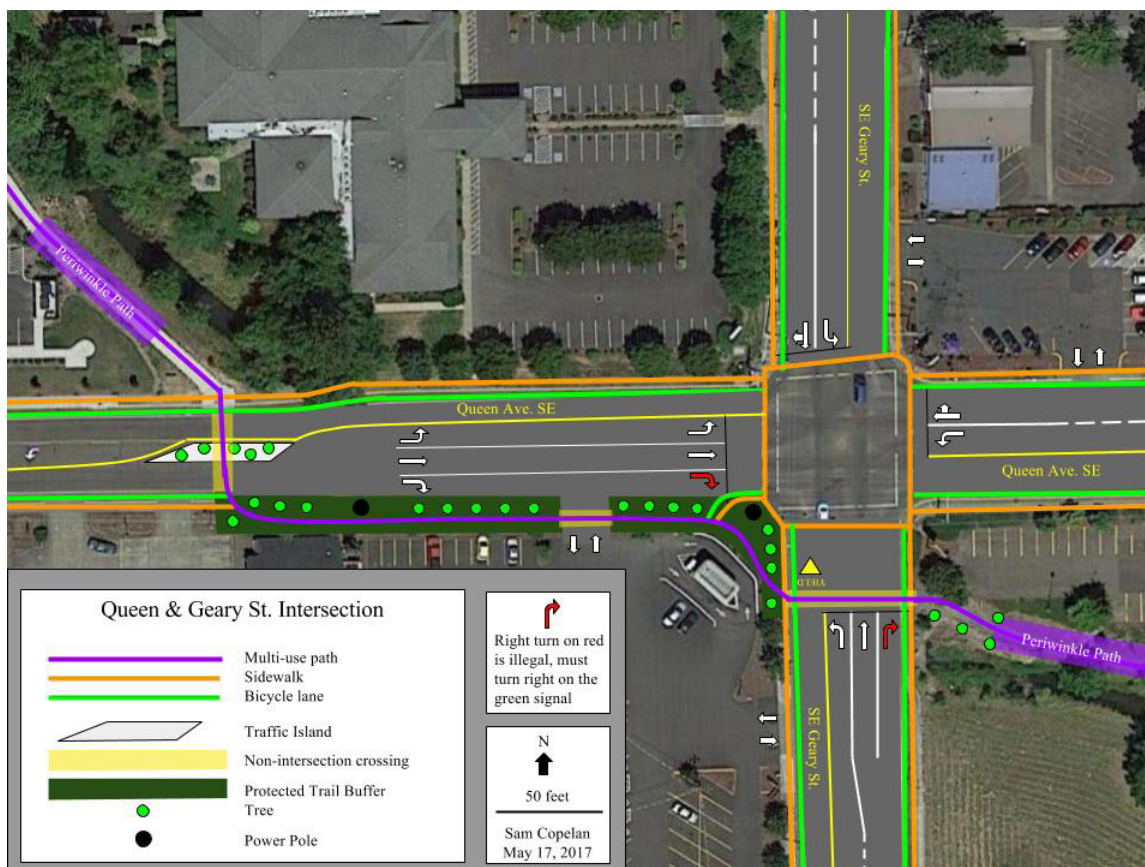 SE Geary St.
Periwinkle Path
Queen Ave. SE
Queen Ave. SE
YIELD
Periwinkle Path
SE Geary St.
Queen & Geary St. Intersection
Multi-use path
Sidewalk
Bicycle lane
Traffic Island
Non-intersection crossing
Protected Trail Buffer
Tree
Power Pole
Right turn on red
is illegal, must
turn right on the
green signal
N
50 feet
Sam Copelan
May 17, 2017